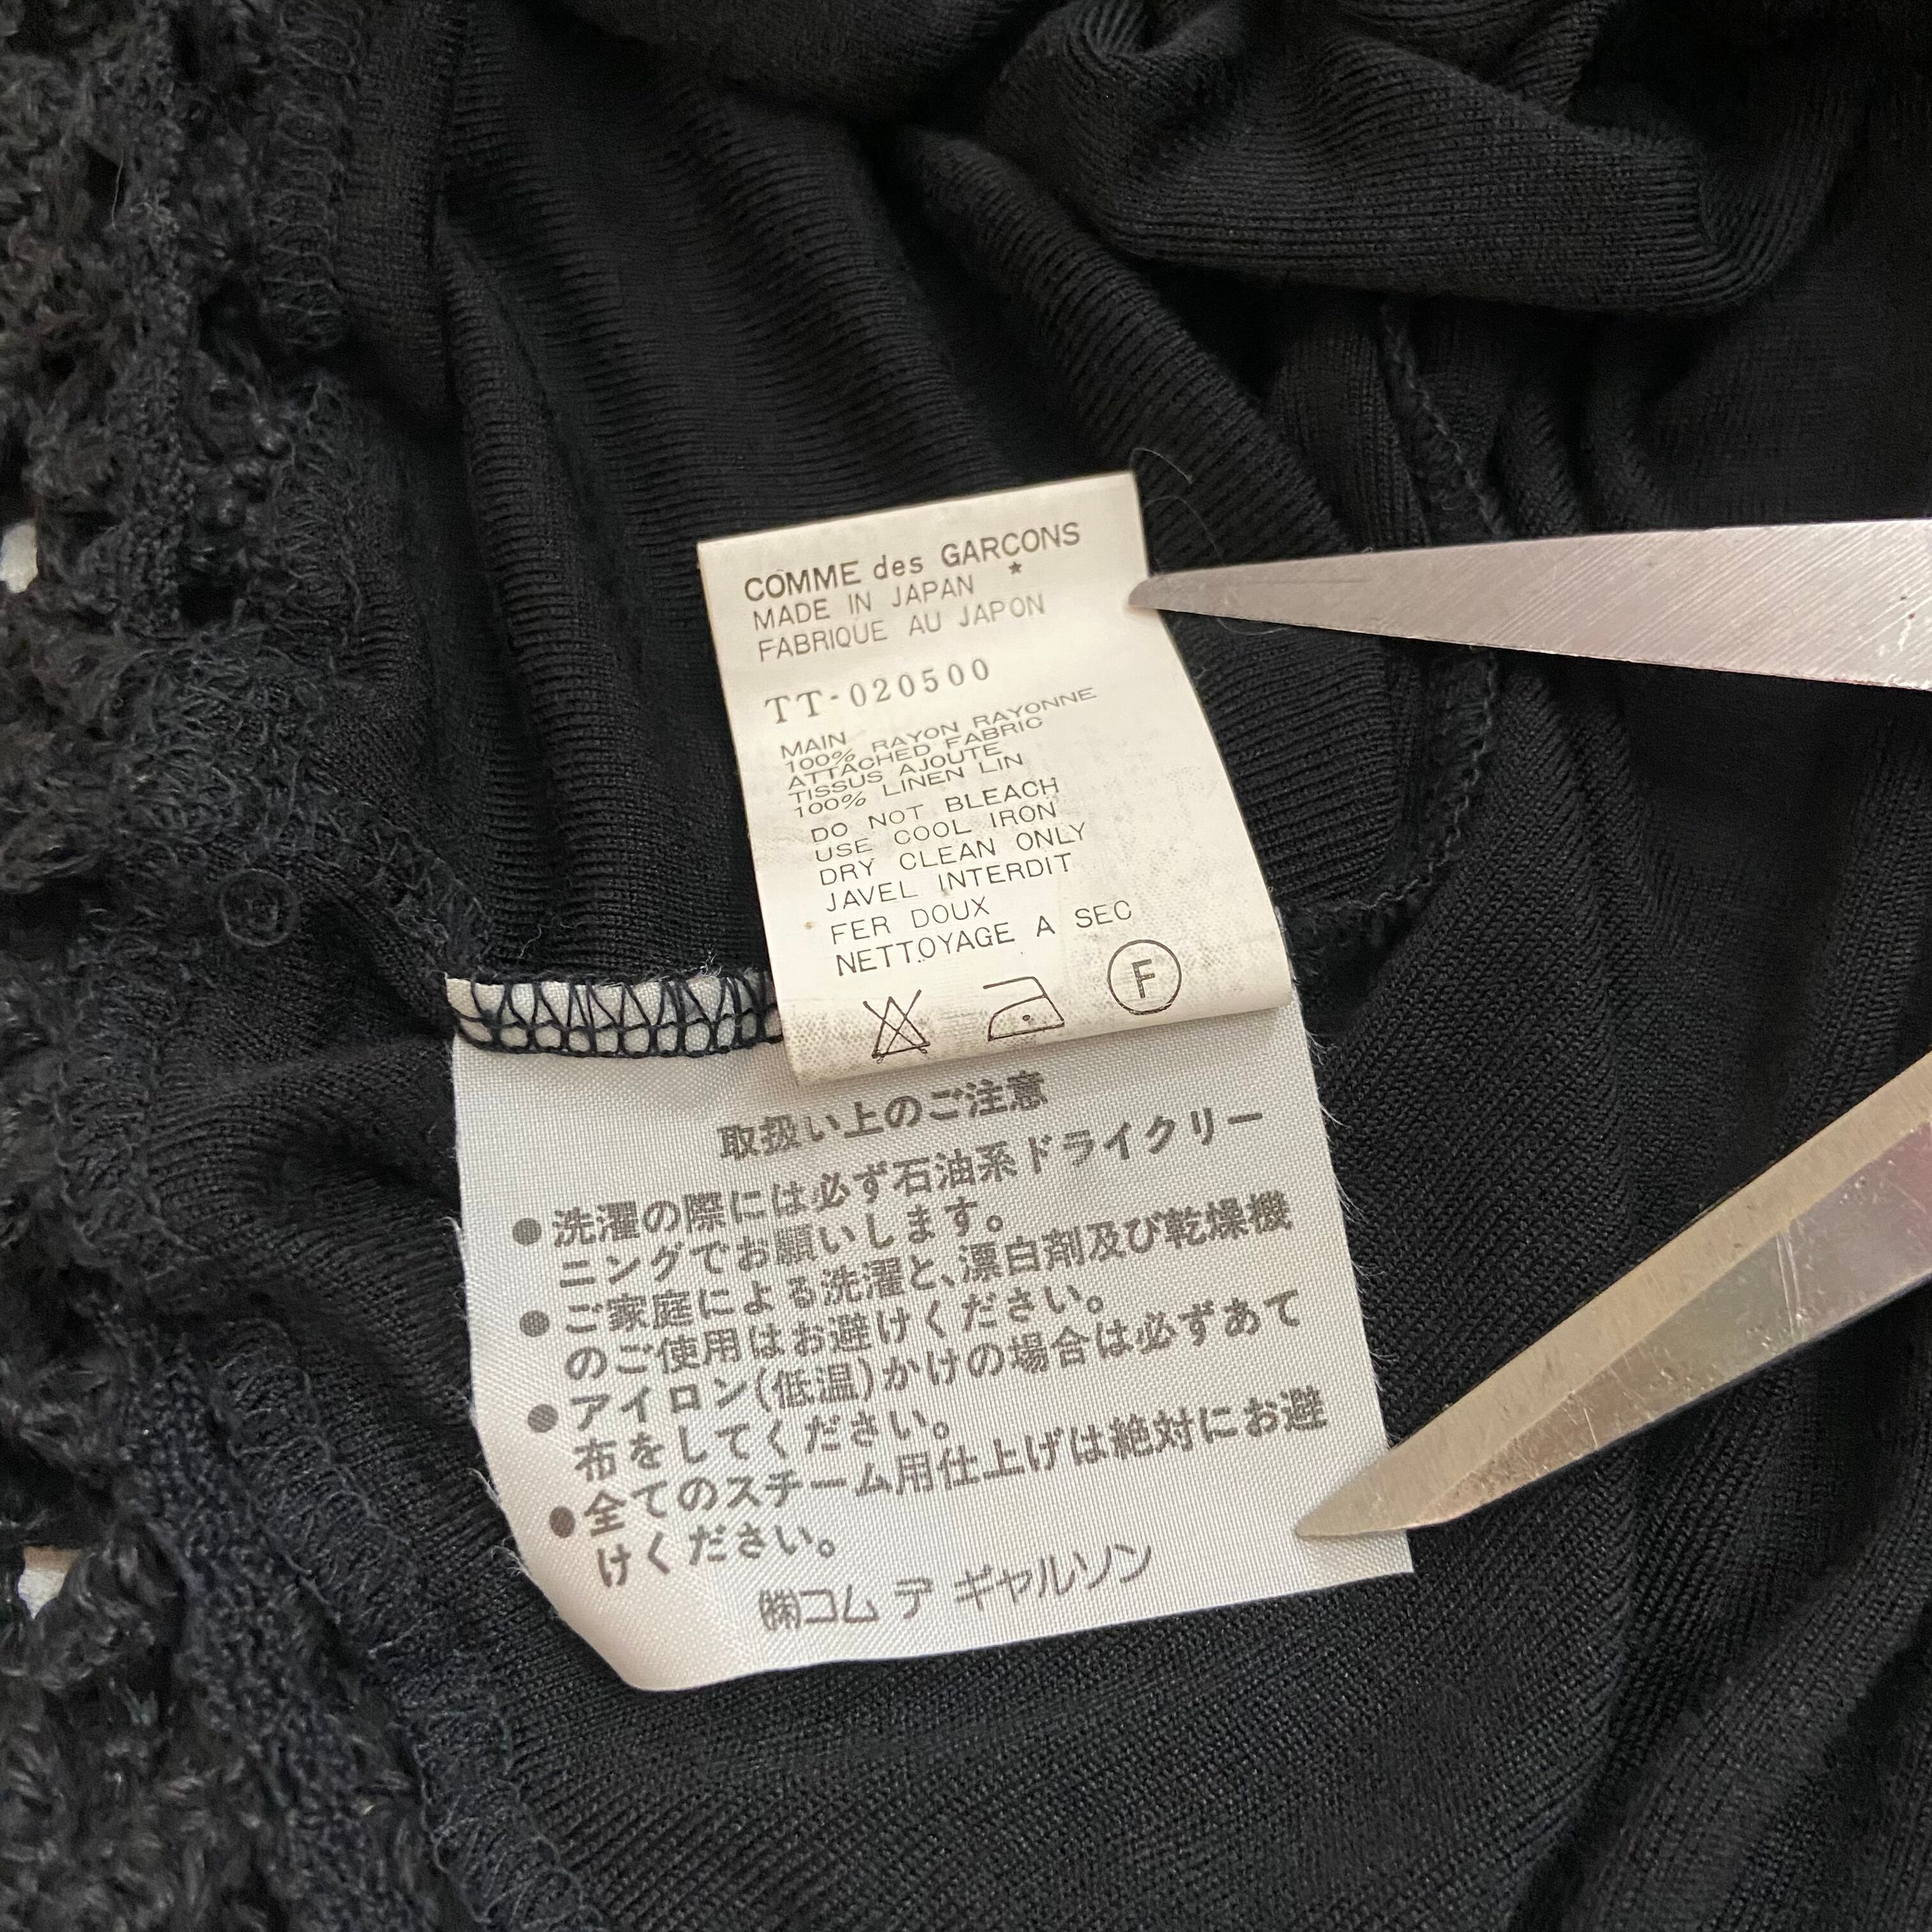 COMME des GARCONS
MADE IN JAPAN ★
FABRIQUE AU JAPON
TT-020500
MAIN
100% RAYON RAYONNE
ATTACHED FABRIC
TISSUS AJOUTE
100% LINEN LIN
DO NOT BLEACH
USE COOL IRON
DRY CLEAN ONLY
JAVEL INTERDIT
FER DOUX
NETTOYAGE A SEC
F
取扱い上のご注意
●洗濯の際には必ず石油系ドライクリー
ニングでお願いします。
●ご家庭による洗濯と、漂白剤及び乾燥機
のご使用はお避けください。
●アイロン(低温)かけの場合は必ずあて
布をしてください。
●全てのスチーム用仕上げは絶対にお避
けください。
㈱コム デ ギャルソン